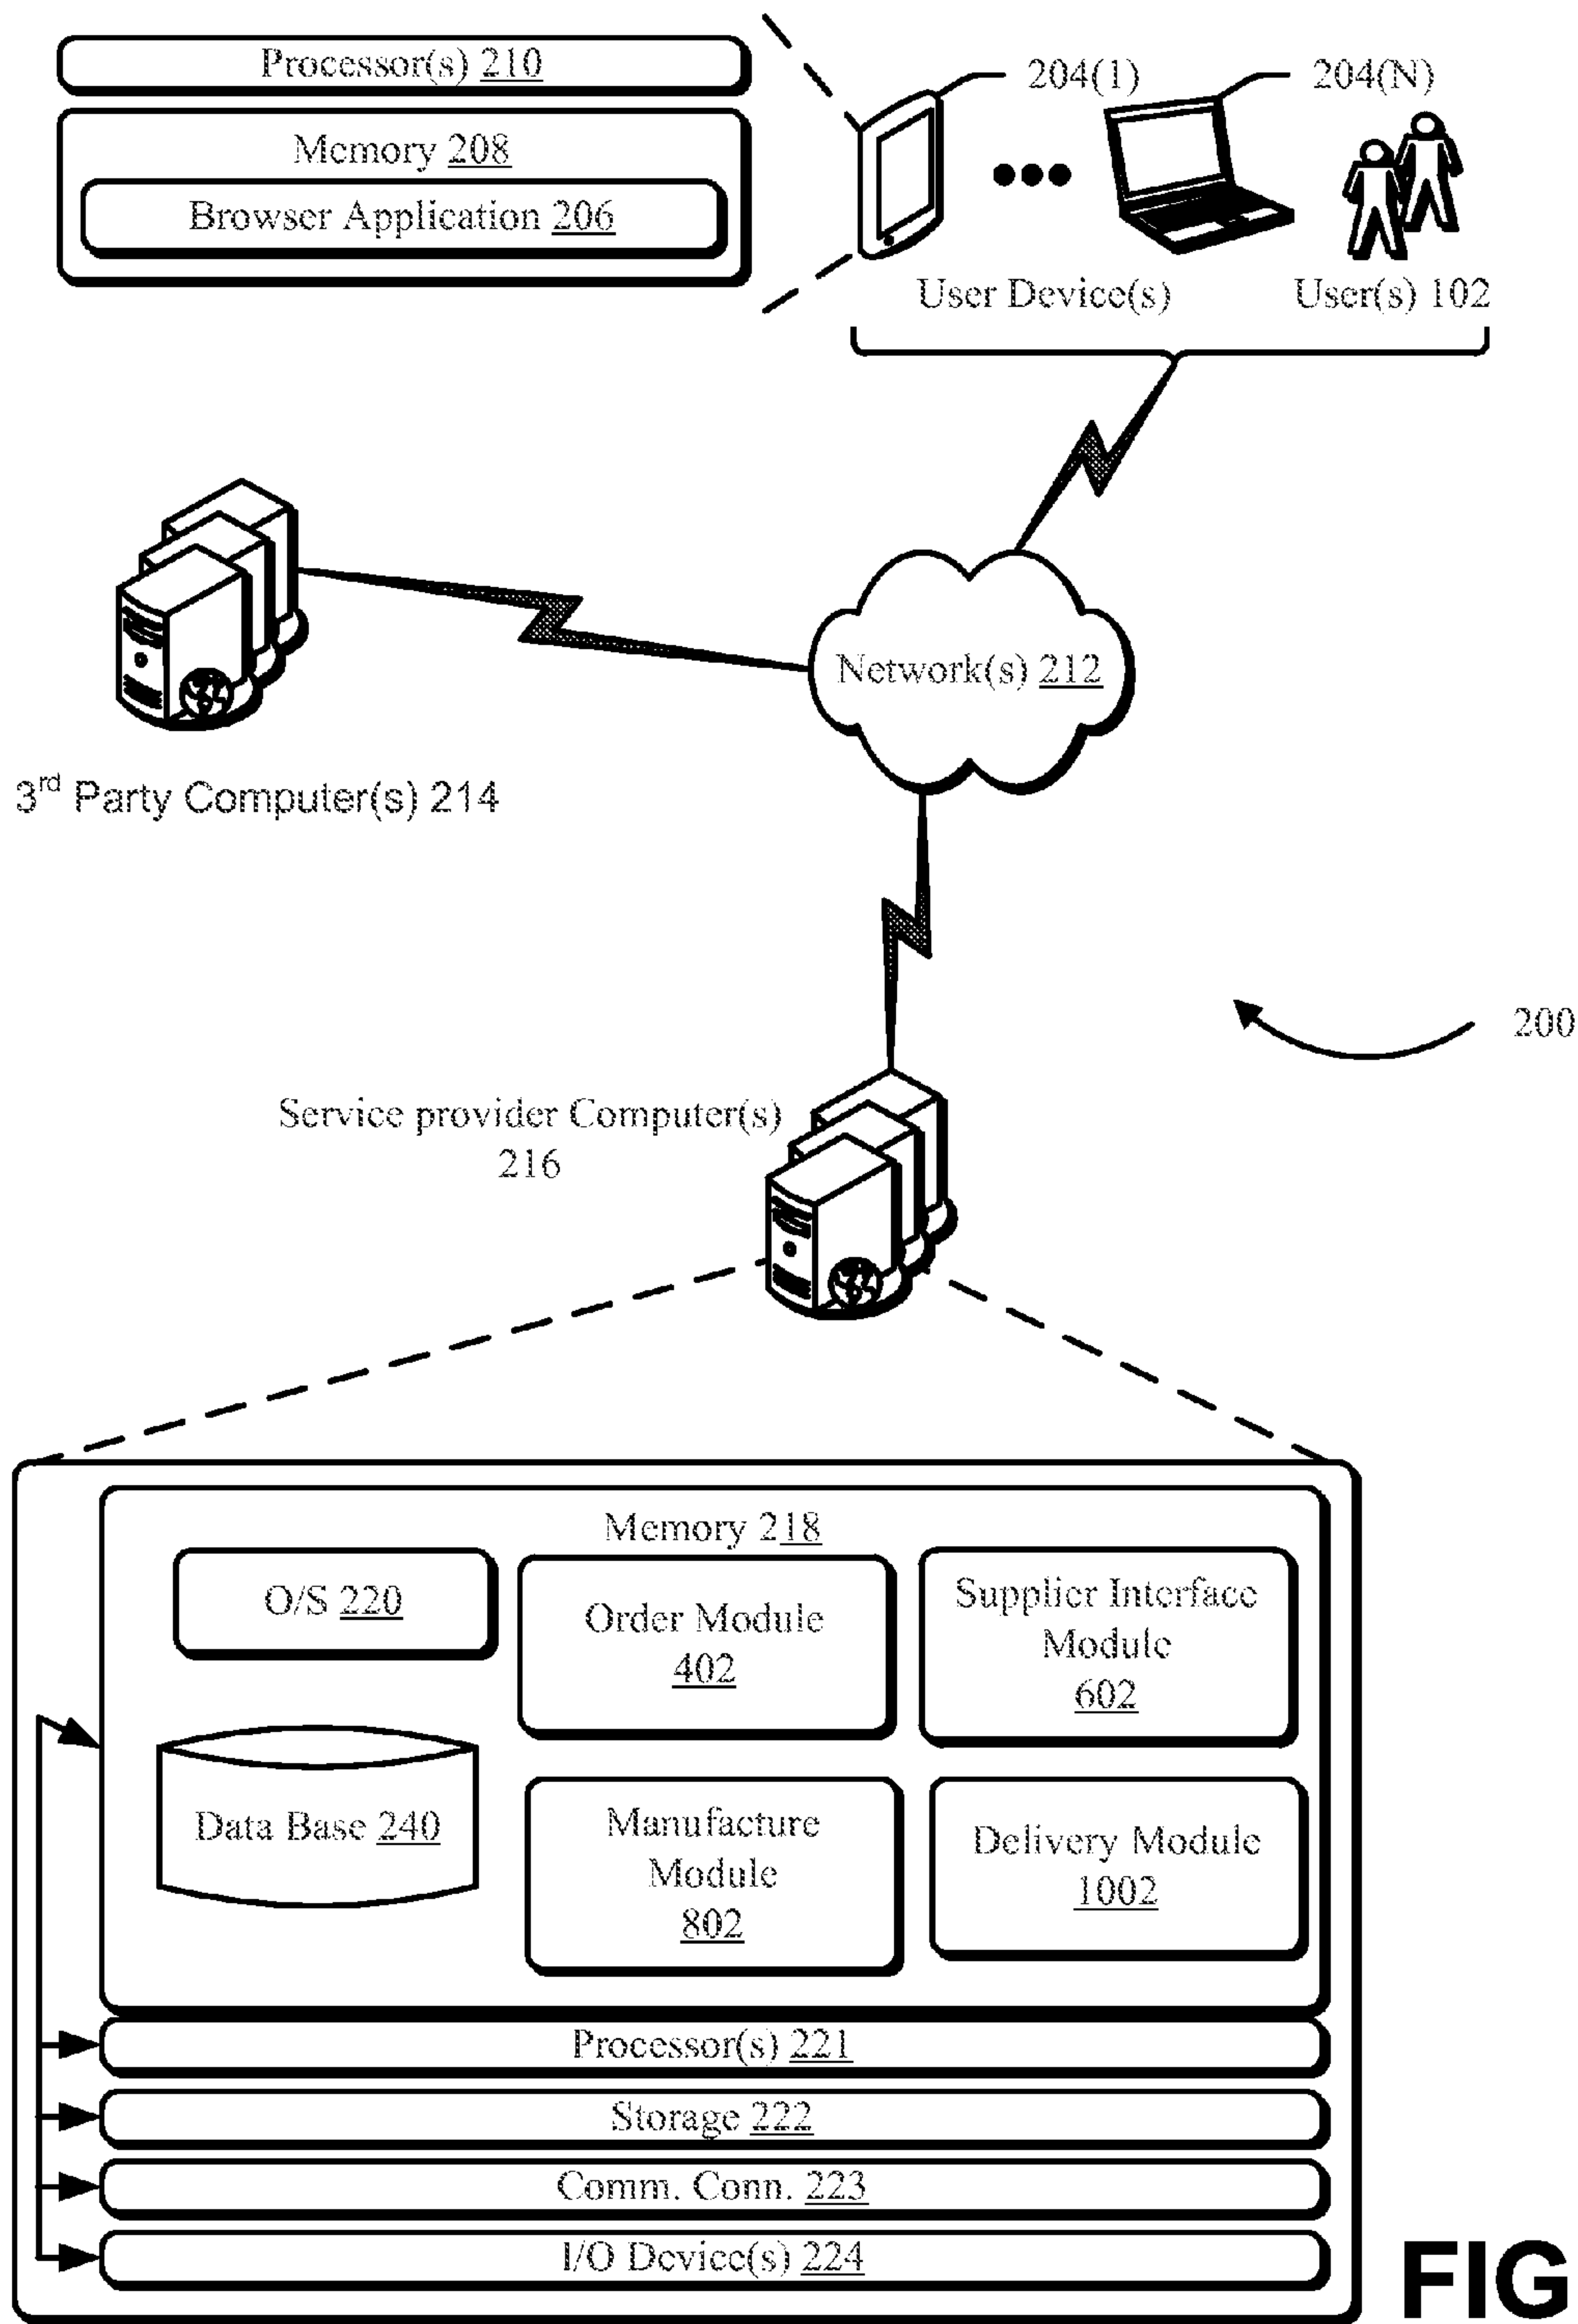 Processor(s) 210
Memory 208
Browser Application 206
204(1)
204(N)
User Device(s)
User(s) 102
Network(s) 212
3rd Party Computer(s) 214
200
Service provider Computer(s)
216
Memory 218
O/S 220
Order Module
402
Supplier Interface
Module
602
Data Base 240
Manufacture
Module
802
Delivery Module
1002
Processor(s) 221
Storage 222
Comm. Conn. 223
I/O Device(s) 224
FIG